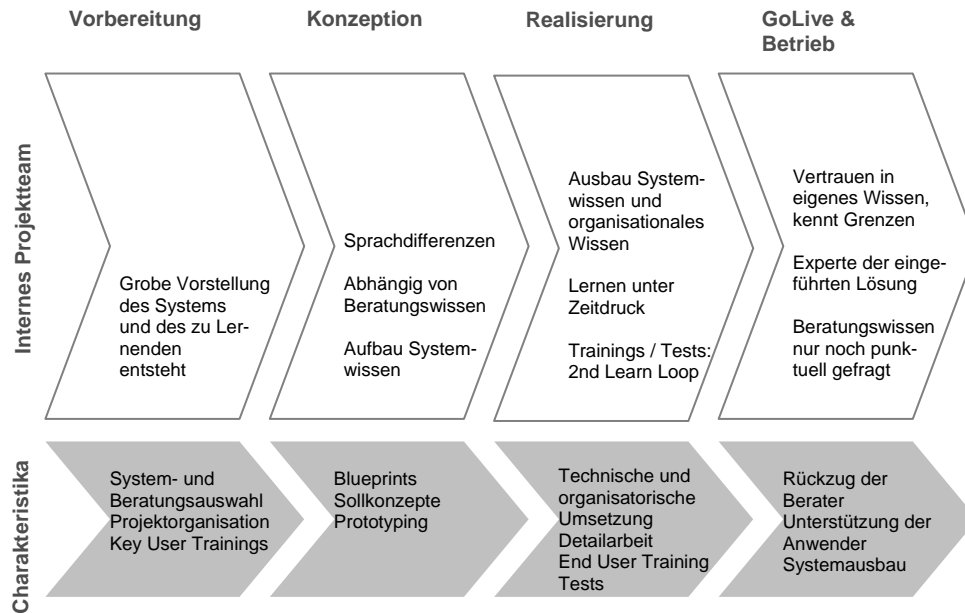 Vorbereitung
Konzeption
Realisierung
GoLive &
Betrieb
Internes Projektteam
Grobe Vorstellung
des Systems
und des zu Ler-
nenden
entsteht
Sprachdifferenzen
Abhängig von
Beratungswissen
Aufbau System-
wissen
Ausbau System-
wissen und
organisationales
Wissen
Lernen unter
Zeitdruck
Trainings / Tests:
2nd Learn Loop
Vertrauen in
eigenes Wissen,
kennt Grenzen
Experte der einge-
führten Lösung
Beratungswissen
nur noch punk-
tuell gefragt
Charakteristika
System- und
Beratungsauswahl
Projektorganisation
Key User Trainings
Blueprints
Sollkonzepte
Prototyping
Technische und
organisatorische
Umsetzung
Detailarbeit
End User Training
Tests
Rückzug der
Berater
Unterstützung der
Anwender
Systemausbau